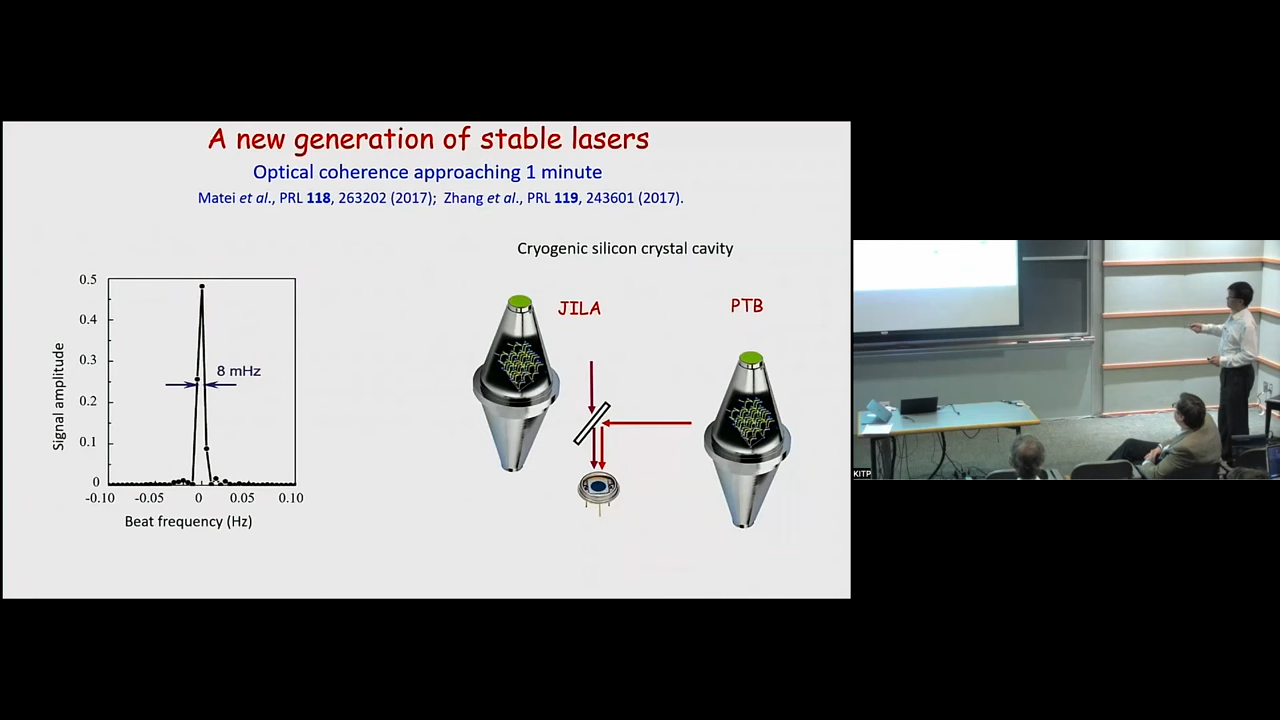 A new generation of stable lasers
Optical coherence approaching 1 minute
Matei et al., PRL 118, 263202 (2017); Zhang et al., PRL 119, 243601 (2017).
Cryogenic silicon crystal cavity
JILA
PTB
0.5
0.4
0.3
0.2
0.1
0
Signal amplitude
8 mHz
-0.10
-0.05
0
0.05
0.10
Beat frequency (Hz)
KITP